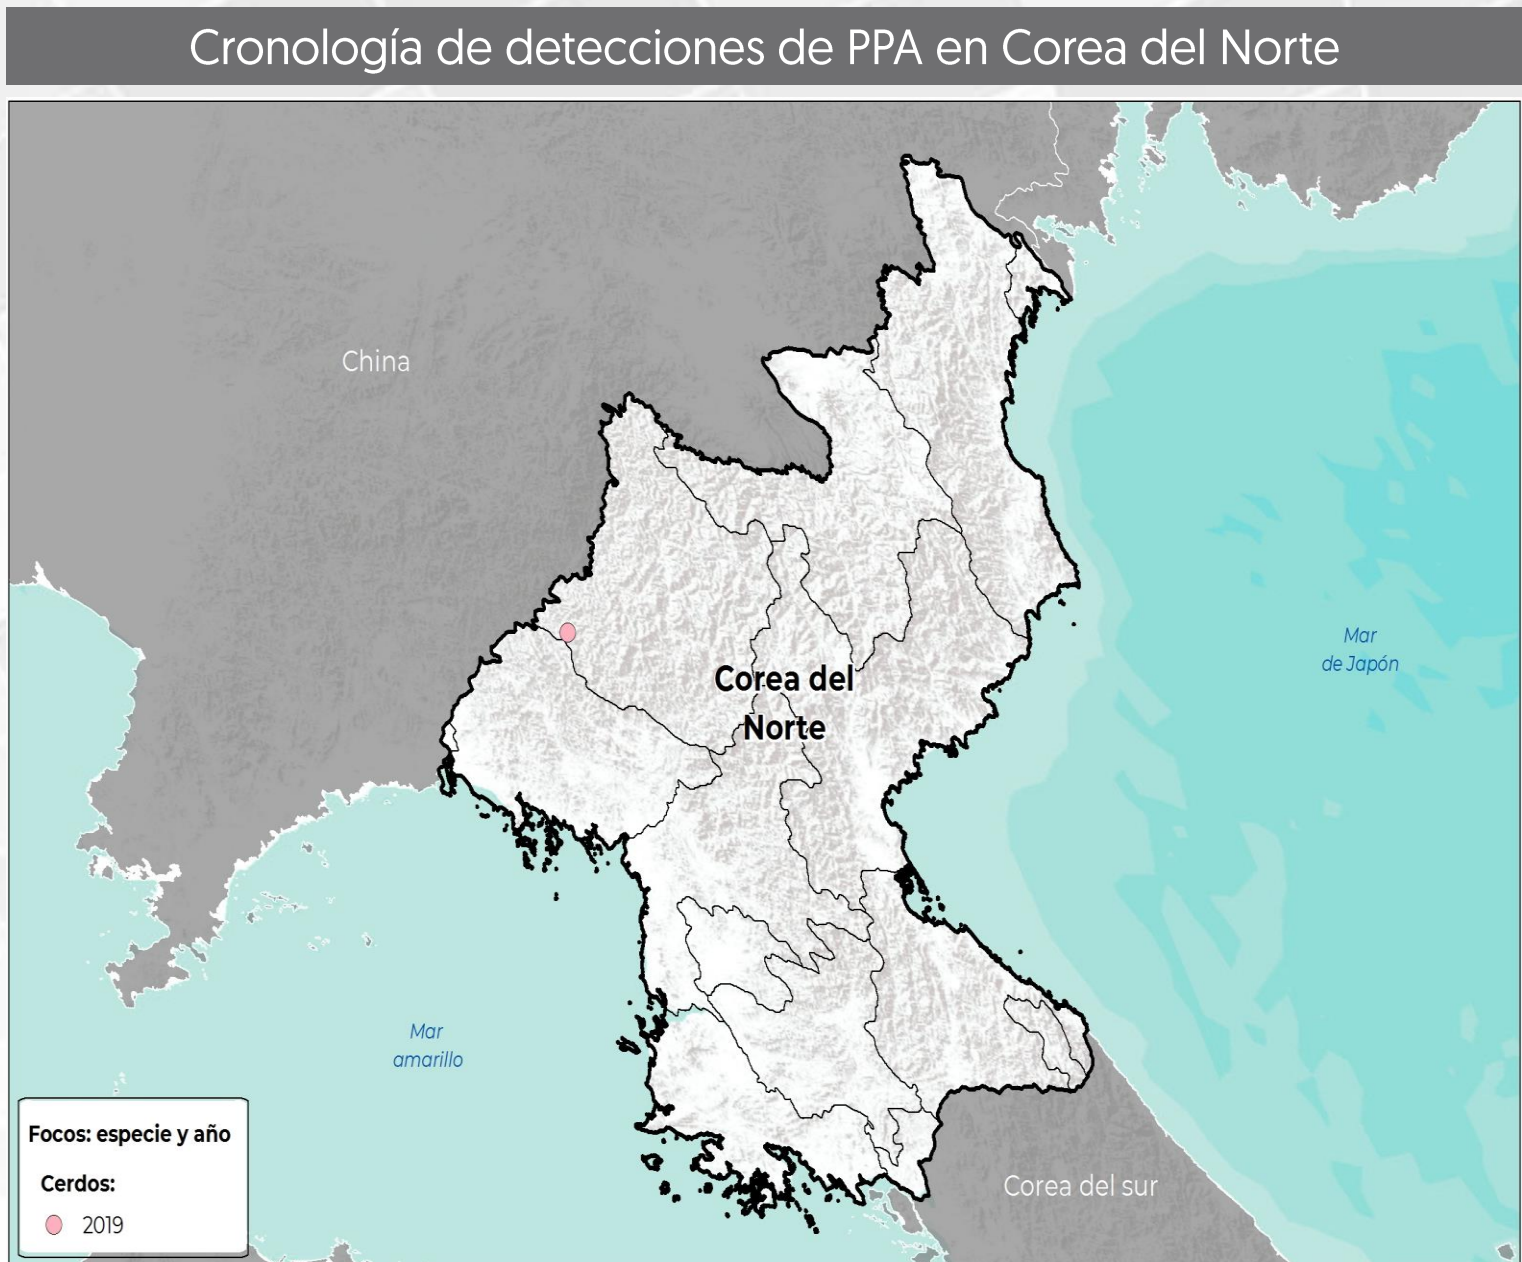 Cronología de detecciones de PPA en Corea del Norte
China
Corea del
Norte
Mar
de Japón
Mar
amarillo
Corea del sur
Focos: especie y año
Cerdos:
2019